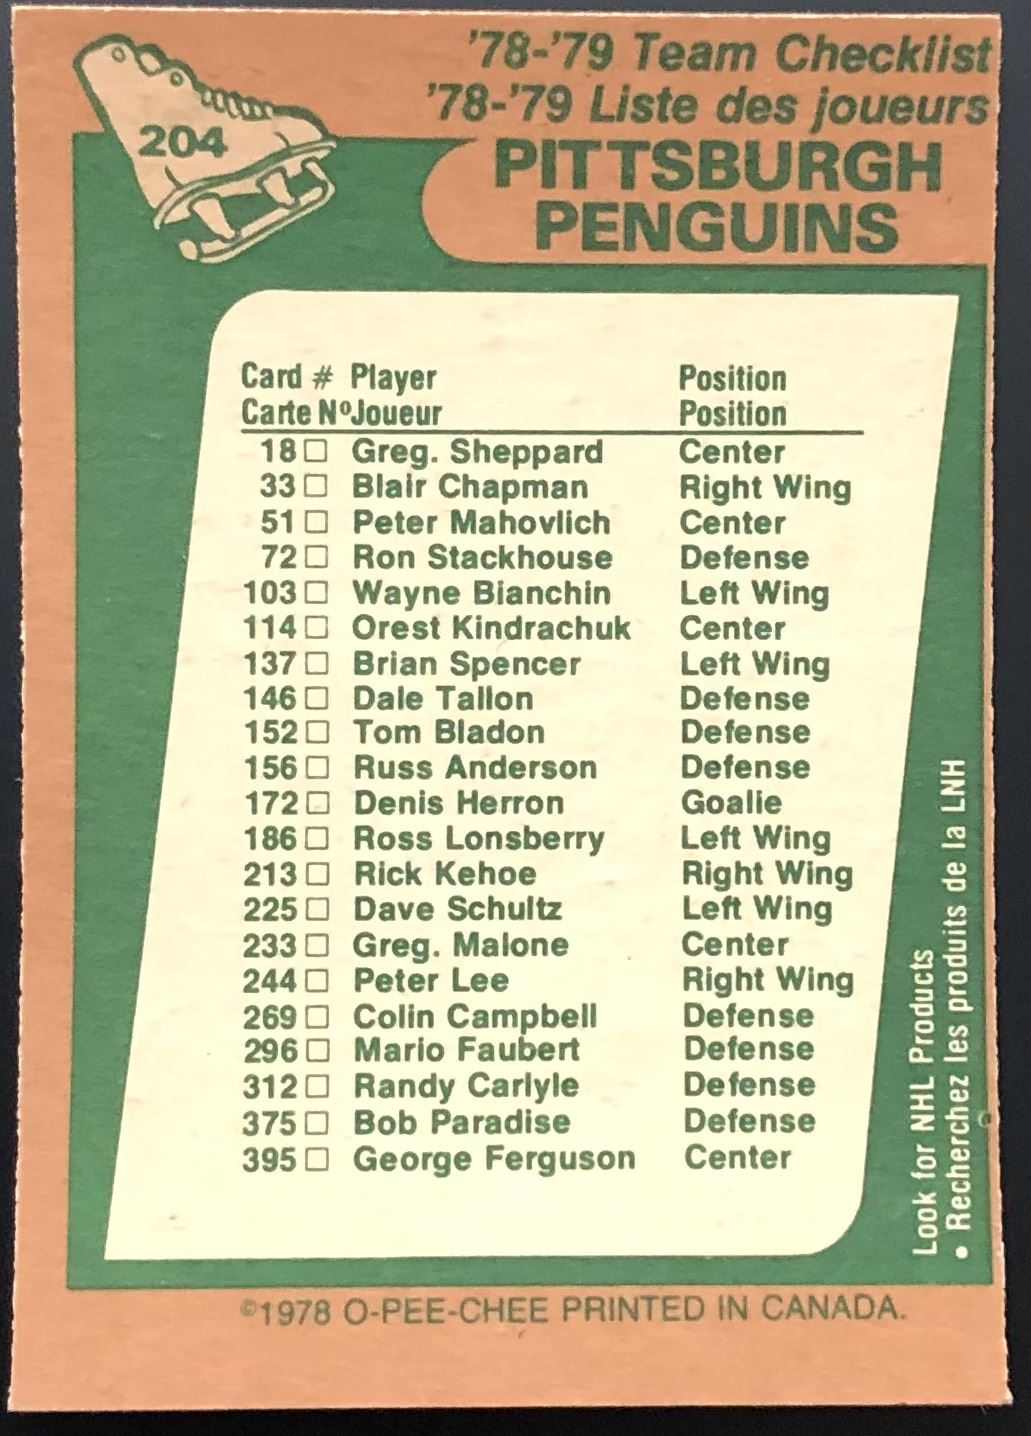 '78-'79 Team Checklist
'78-'79 Liste des joueurs
204
PITTSBURGH
PENGUINS
Card # Player Position
Carte Nº Joueur Position
18 □ Greg. Sheppard Center
33 □ Blair Chapman Right Wing
51 □ Peter Mahovlich Center
72 □ Ron Stackhouse Defense
103 □ Wayne Bianchin Left Wing
114 □ Orest Kindrachuk Center
137 □ Brian Spencer Left Wing
146 □ Dale Tallon Defense
152 □ Tom Bladon Defense
156 □ Russ Anderson Defense
172 □ Denis Herron Goalie
186 □ Ross Lonsberry Left Wing
213 □ Rick Kehoe Right Wing
225 □ Dave Schultz Left Wing
233 □ Greg. Malone Center
244 □ Peter Lee Right Wing
269 □ Colin Campbell Defense
296 □ Mario Faubert Defense
312 □ Randy Carlyle Defense
375 □ Bob Paradise Defense
395 □ George Ferguson Center
Look for NHL Products
• Recherchez les produits de la LNH
©1978 O-PEE-CHEE PRINTED IN CANADA.